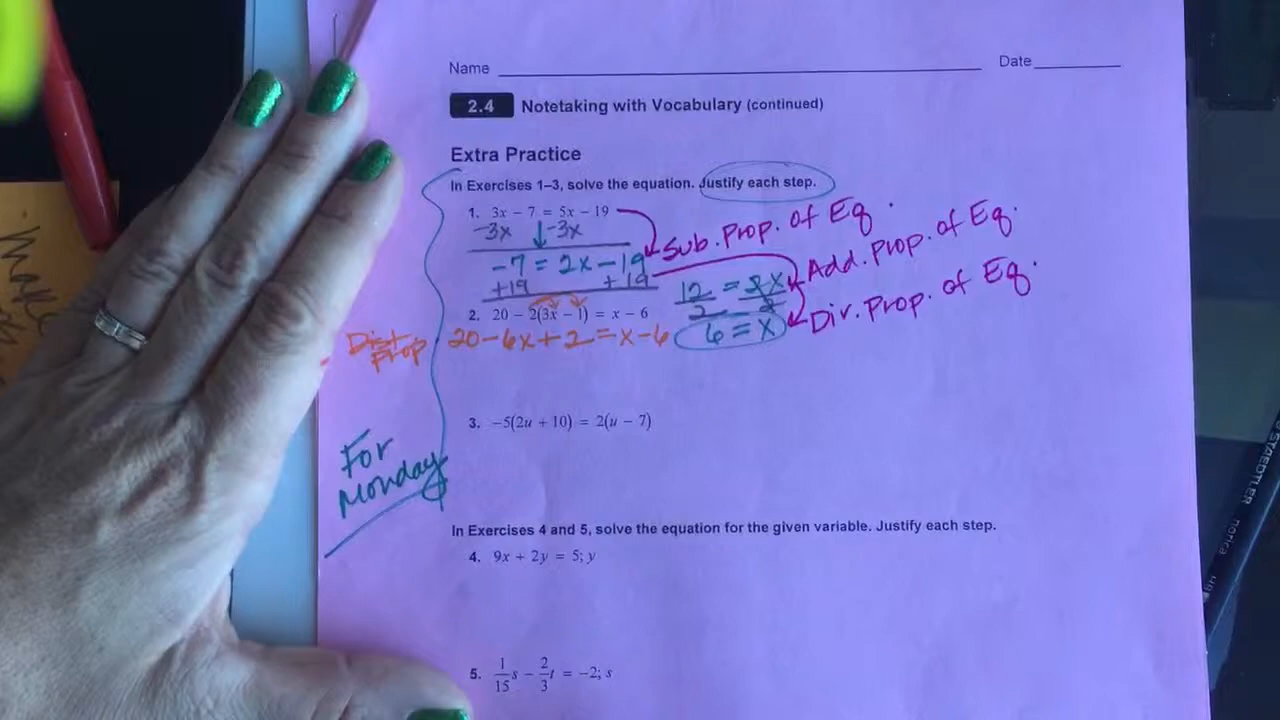 Name Date
2.4 Notetaking with Vocabulary (continued)
Extra Practice
In Exercises 1–3, solve the equation. Justify each step.
1. 3x − 7 = 5x − 19
−3x −3x
Sub. Prop. of Eq.
−7 = 2x − 19
+19 +19
Add. Prop. of Eq.
12 = 2x
2 2
Div. Prop. of Eq.
6 = x
2. 20 − 2(3x − 1) = x − 6
Dist Prop 20 − 6x + 2 = x − 6
3. −5(2u + 10) = 2(u − 7)
For
Monday
In Exercises 4 and 5, solve the equation for the given variable. Justify each step.
4. 9x + 2y = 5; y
5. 1/15 s − 2/3 t = −2; s
STAEDTLER
norica
Make